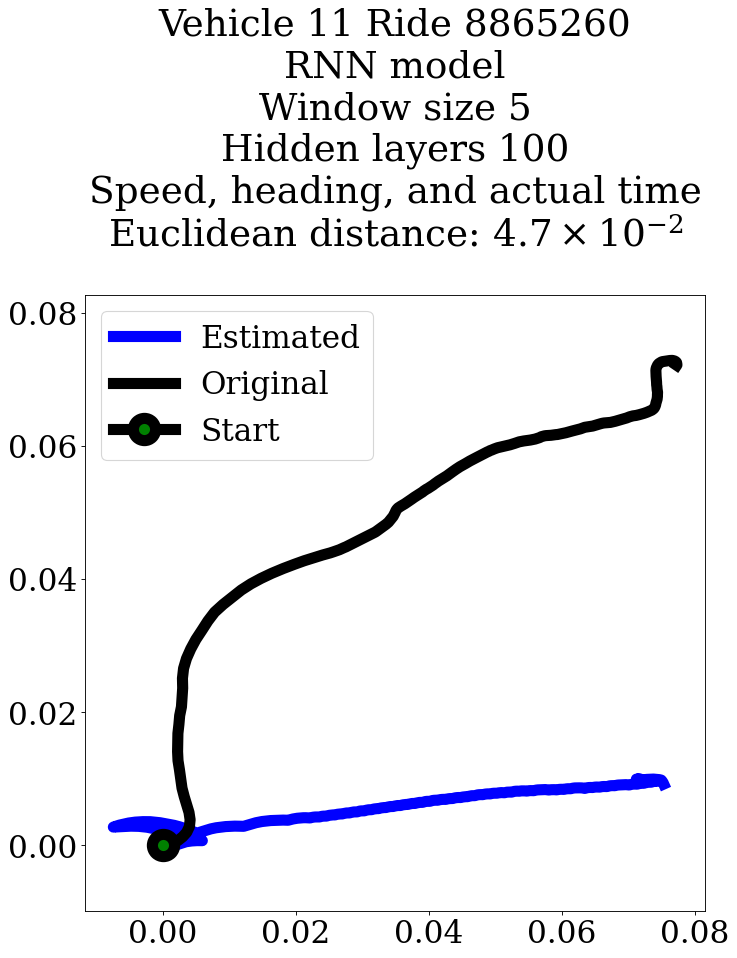 Vehicle 11 Ride 8865260
RNN model
Window size 5
Hidden layers 100
Speed, heading, and actual time
Euclidean distance: 4.7 × 10⁻²
0.08
Estimated
Original
Start
0.06
0.04
0.02
0.00
0.00 0.02 0.04 0.06 0.08